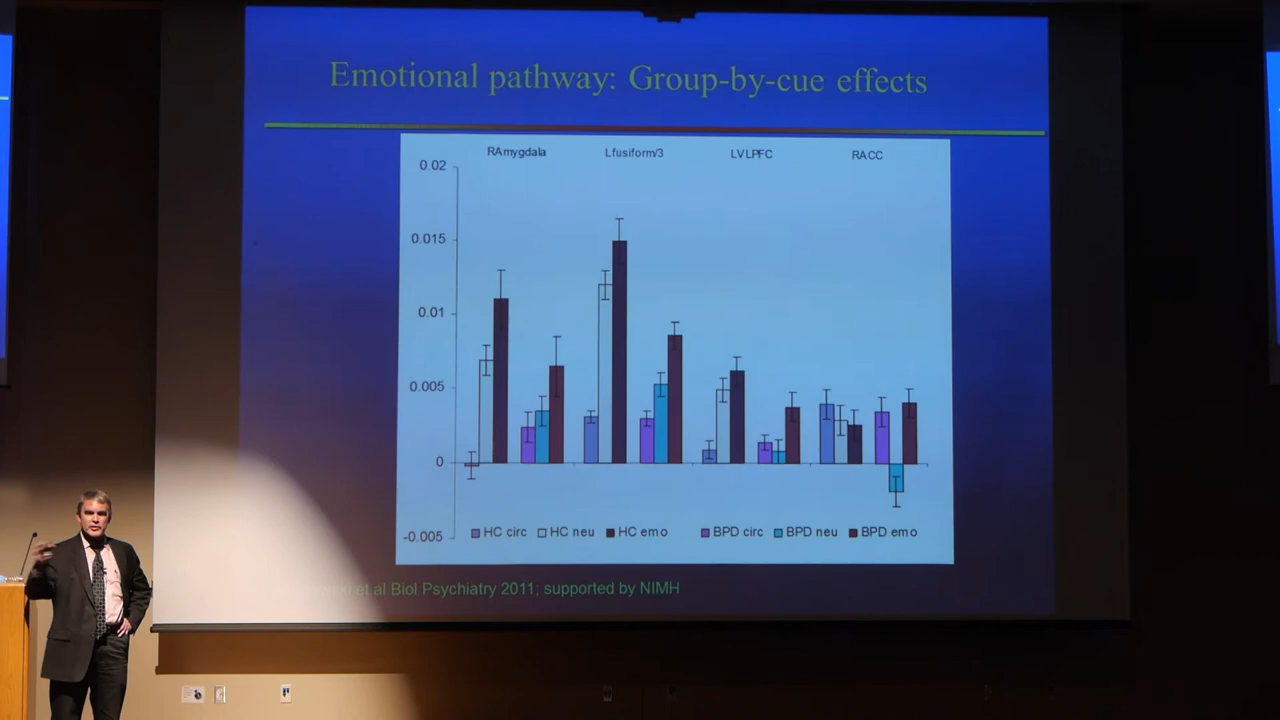 Emotional pathway: Group-by-cue effects
RAmygdala Lfusiform/3 LVLPFC RACC
0.02
0.015
0.01
0.005
0
-0.005
HC circ HC neu HC emo BPD circ BPD neu BPD emo
et al Biol Psychiatry 2011; supported by NIMH